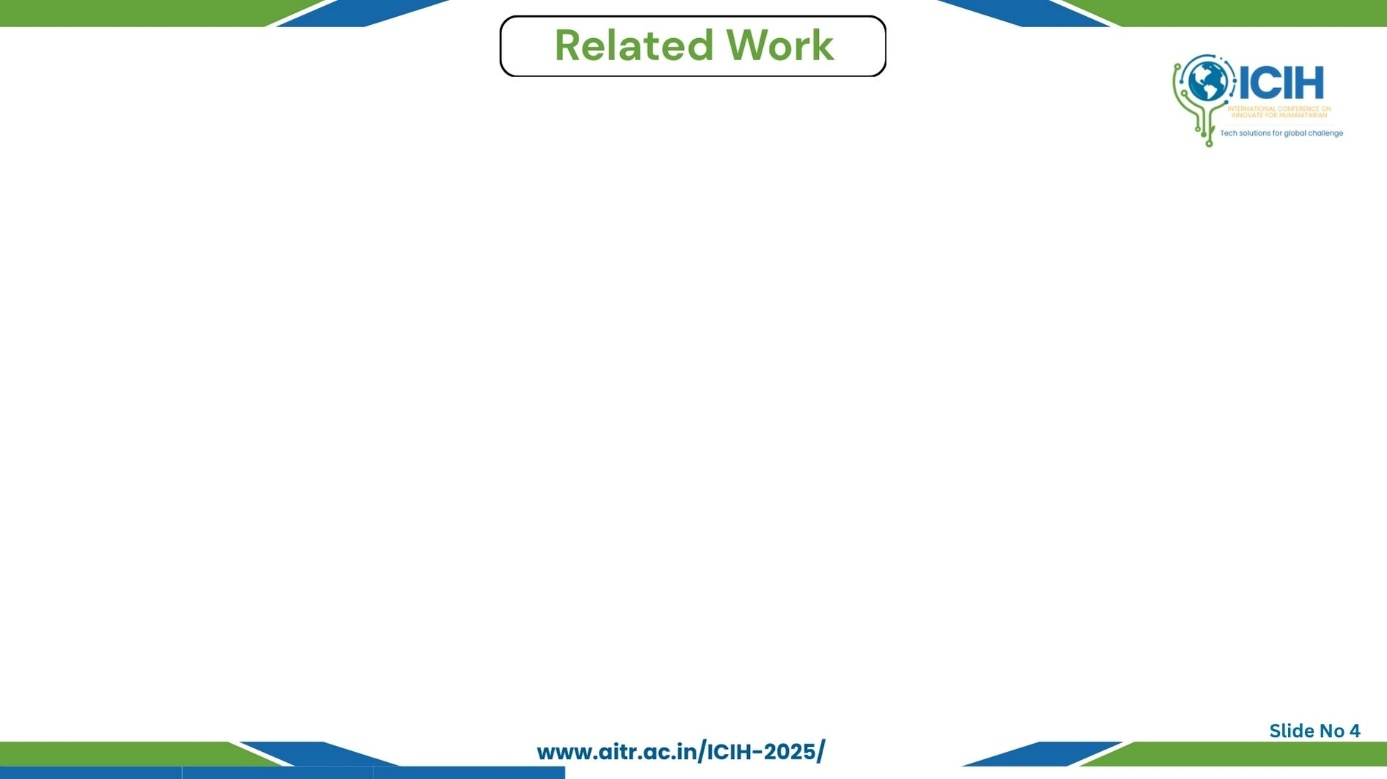 Related Work
ICIH
INTERNATIONAL CONFERENCE ON
INNOVATE FOR HUMANITARIAN
Tech solutions for global challenge
Slide No 4
www.aitr.ac.in/ICIH-2025/